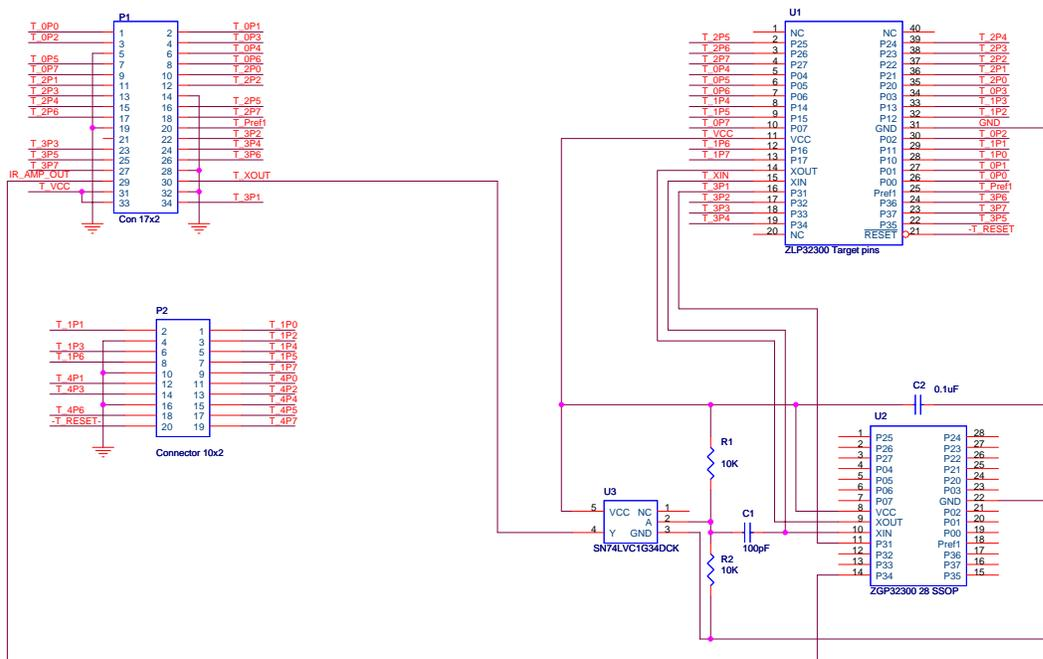 P1
T_0P0 1 2 T_0P1
T_0P2 3 4 T_0P3
5 6 T_0P4
T_0P5 7 8 T_0P6
T_0P7 9 10 T_2P0
T_2P1 11 12 T_2P2
T_2P3 13 14
T_2P4 15 16 T_2P5
T_2P6 17 18 T_2P7
19 20 T_Pref1
21 22 T_3P2
T_3P3 23 24 T_3P4
T_3P5 25 26 T_3P6
T_3P7 27 28
IR_AMP_OUT 29 30 T_XOUT
T_VCC 31 32
33 34 T_3P1
Con 17x2
U1
1 NC NC 40
T_2P5 2 P25 P24 39 T_2P4
T_2P6 3 P26 P23 38 T_2P3
T_2P7 4 P27 P22 37 T_2P2
T_0P4 5 P04 P21 36 T_2P1
T_0P5 6 P05 P20 35 T_2P0
T_0P6 7 P06 P03 34 T_0P3
T_1P4 8 P14 P13 33 T_1P3
T_1P5 9 P15 P12 32 T_1P2
T_0P7 10 P07 GND 31 GND
T_VCC 11 VCC P02 30 T_0P2
T_1P6 12 P16 P11 29 T_1P1
T_1P7 13 P17 P10 28 T_1P0
14 XOUT P01 27 T_0P1
T_XIN 15 XIN P00 26 T_0P0
T_3P1 16 P31 Pref1 25 T_Pref1
T_3P2 17 P32 P36 24 T_3P6
T_3P3 18 P33 P37 23 T_3P7
T_3P4 19 P34 P35 22 T_3P5
20 NC RESET 21 -T_RESET
ZLP32300 Target pins
P2
T_1P1 2 1 T_1P0
4 3 T_1P2
T_1P3 6 5 T_1P4
T_1P6 8 7 T_1P5
10 9 T_1P7
T_4P1 12 11 T_4P0
T_4P3 14 13 T_4P2
16 15 T_4P4
T_4P6 18 17 T_4P5
-T_RESET- 20 19 T_4P7
Connector 10x2
C2 0.1uF
R1
10K
U3
5 VCC NC 1
A 2
4 Y GND 3
SN74LVC1G34DCK
C1
100pF
R2
10K
U2
1 P25 P24 28
2 P26 P23 27
3 P27 P22 26
4 P04 P21 25
5 P05 P20 24
6 P06 P03 23
7 P07 GND 22
8 VCC P02 21
9 XOUT P01 20
10 XIN P00 19
11 P31 Pref1 18
12 P32 P36 17
13 P33 P37 16
14 P34 P35 15
ZGP32300 28 SSOP